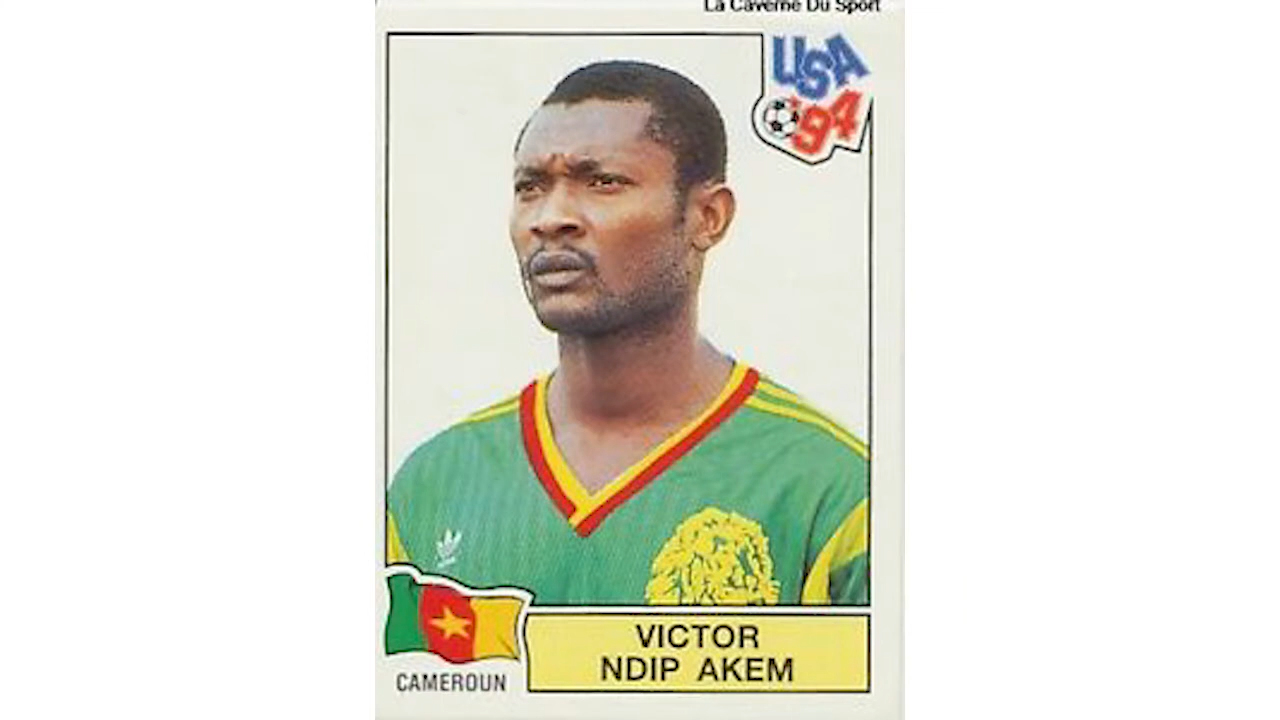 La Caverne Du Sport
USA
'94
VICTOR
NDIP AKEM
CAMEROUN